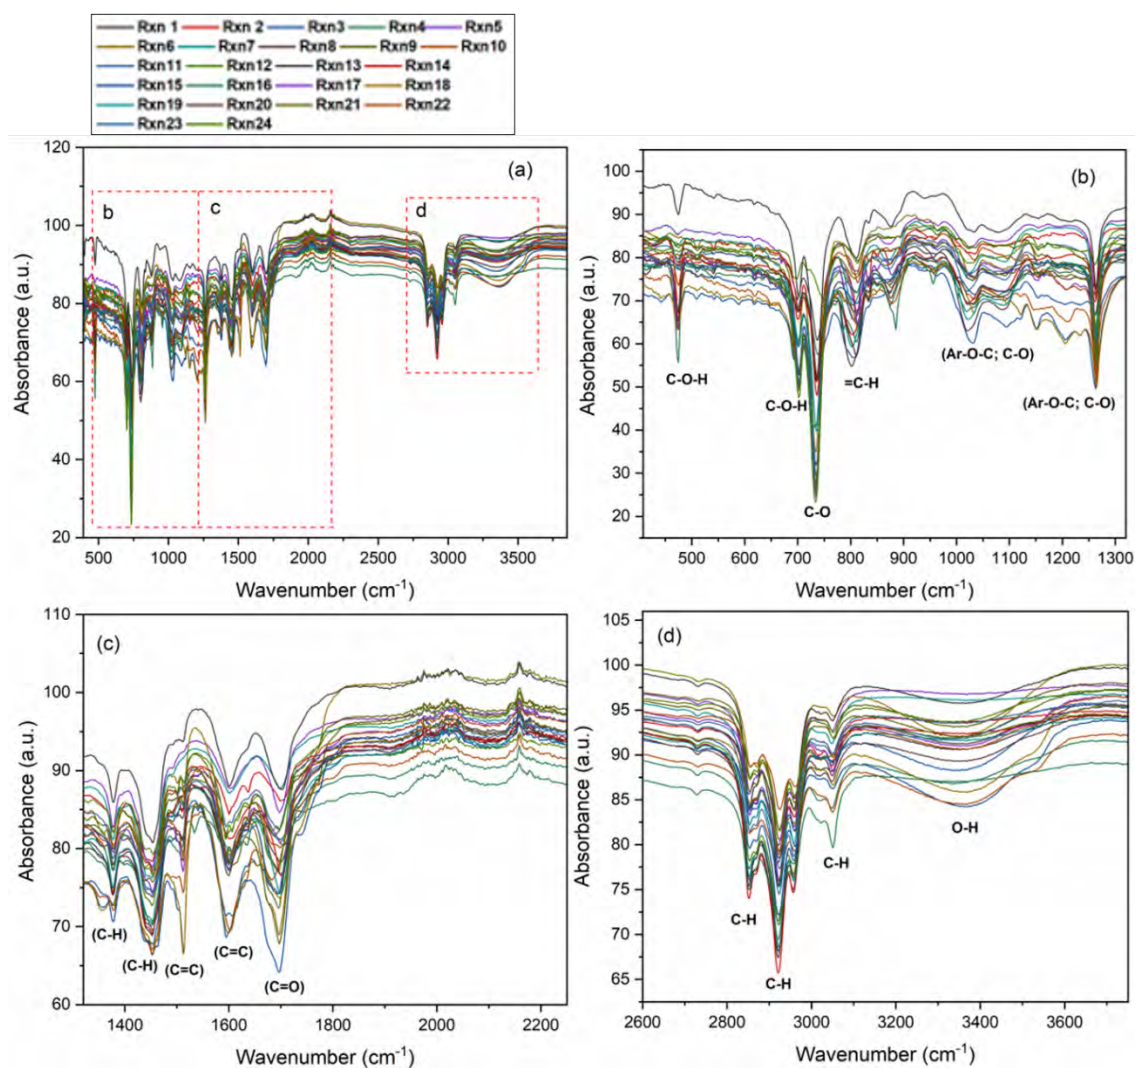 Rxn 1 Rxn 2 Rxn3 Rxn4 Rxn5
Rxn6 Rxn7 Rxn8 Rxn9 Rxn10
Rxn11 Rxn12 Rxn13 Rxn14
Rxn15 Rxn16 Rxn17 Rxn18
Rxn19 Rxn20 Rxn21 Rxn22
Rxn23 Rxn24
(a)
b
c
d
120
100
80
60
40
20
500 1000 1500 2000 2500 3000 3500
Absorbance (a.u.)
Wavenumber (cm⁻¹)
(b)
100
90
80
70
60
50
40
30
20
500 600 700 800 900 1000 1100 1200 1300
Absorbance (a.u.)
Wavenumber (cm⁻¹)
C-O-H
C-O-H
C-O
=C-H
(Ar-O-C; C-O)
(Ar-O-C; C-O)
(c)
110
100
90
80
70
60
1400 1600 1800 2000 2200
Absorbance (a.u.)
Wavenumber (cm⁻¹)
(C-H)
(C-H)
(C=C)
(C=C)
(C=O)
(d)
105
100
95
90
85
80
75
70
65
2600 2800 3000 3200 3400 3600
Absorbance (a.u.)
Wavenumber (cm⁻¹)
C-H
C-H
C-H
O-H